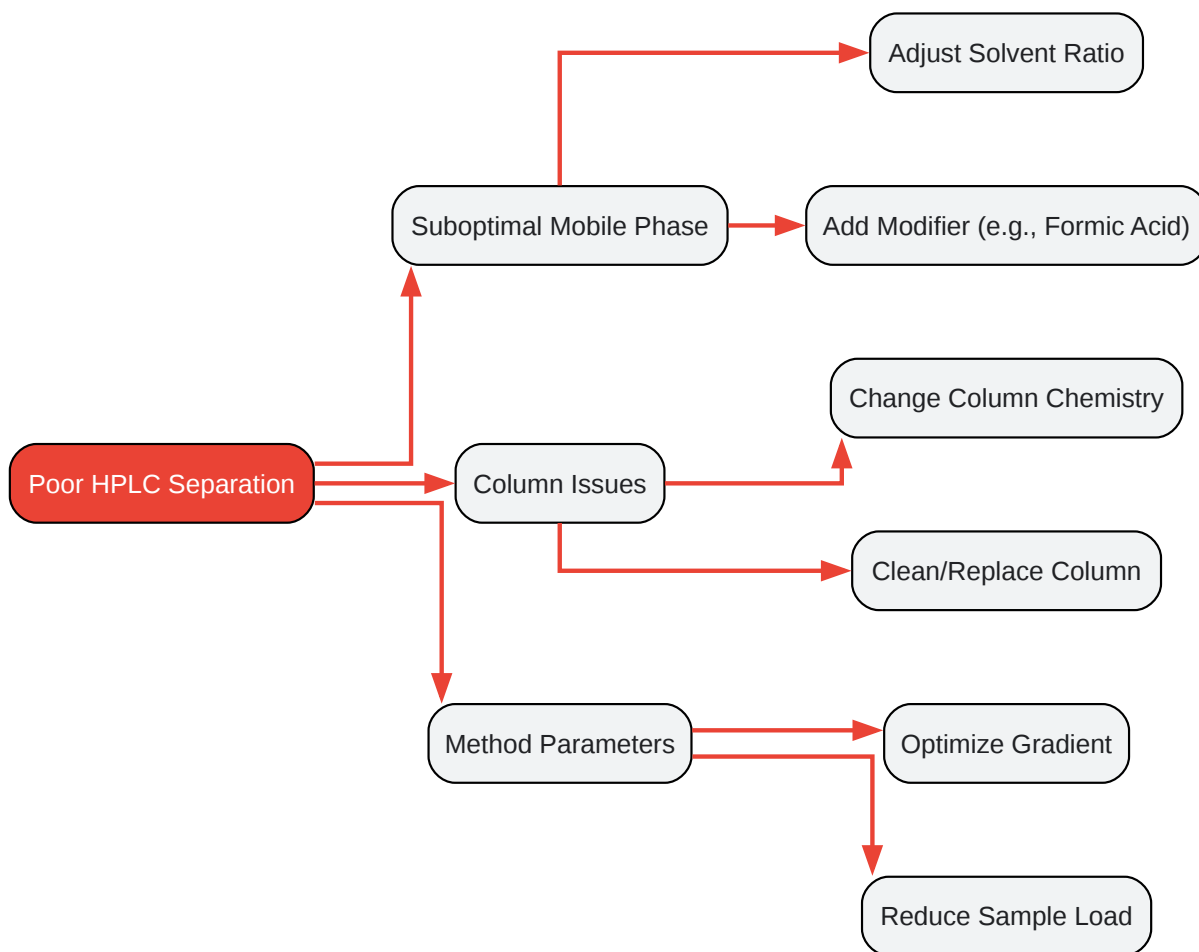 Adjust Solvent Ratio
Suboptimal Mobile Phase
Add Modifier (e.g., Formic Acid)
Change Column Chemistry
Poor HPLC Separation
Column Issues
Clean/Replace Column
Method Parameters
Optimize Gradient
Reduce Sample Load